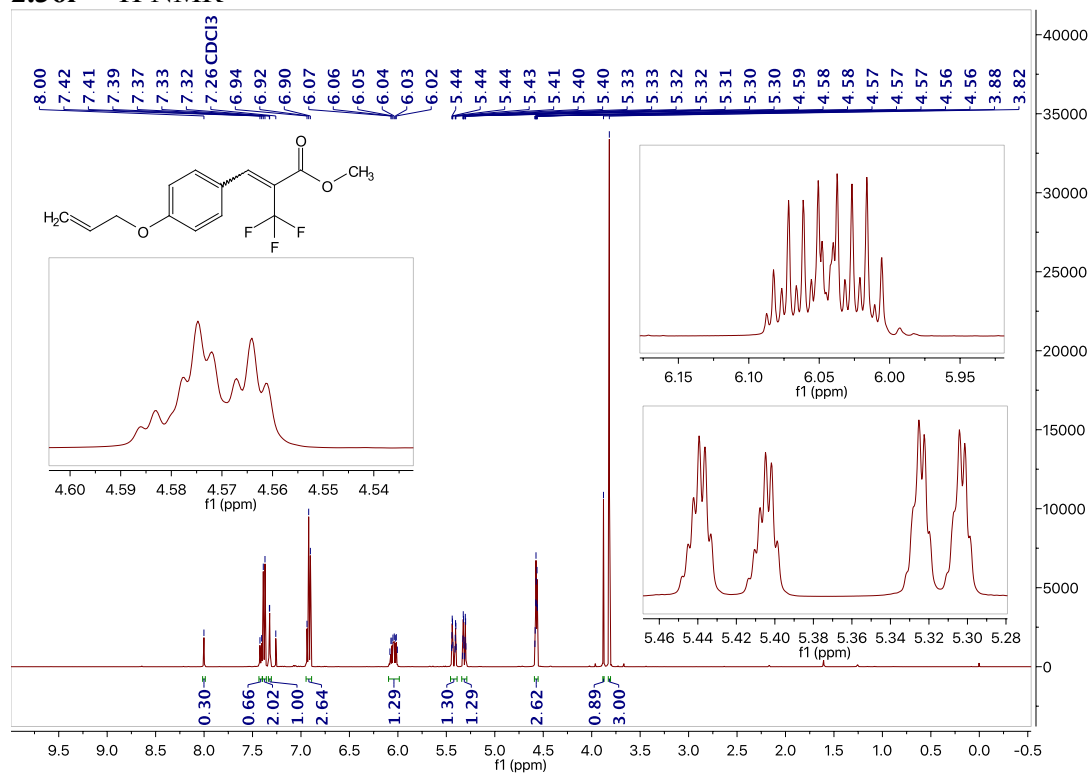 8.00 7.42 7.41 7.39 7.37 7.33 7.32 7.26 CDCl3 6.94 6.92 6.90 6.07 6.06 6.05 6.04 6.03 6.02 5.44 5.44 5.44 5.43 5.41 5.40 5.40 5.33 5.33 5.32 5.32 5.31 5.30 5.30 4.59 4.58 4.58 4.57 4.57 4.57 4.56 4.56 3.88 3.82
40000
35000
30000
25000
20000
15000
10000
5000
0
O
CH3
O
H2C
O
F F
F
6.15 6.10 6.05 6.00 5.95
f1 (ppm)
4.60 4.59 4.58 4.57 4.56 4.55 4.54
f1 (ppm)
5.46 5.44 5.42 5.40 5.38 5.36 5.34 5.32 5.30 5.28
f1 (ppm)
0.30 0.66 2.02 1.00 2.64 1.29 1.30 1.29 2.62 0.89 3.00
9.5 9.0 8.5 8.0 7.5 7.0 6.5 6.0 5.5 5.0 4.5 4.0 3.5 3.0 2.5 2.0 1.5 1.0 0.5 0.0 -0.5
f1 (ppm)